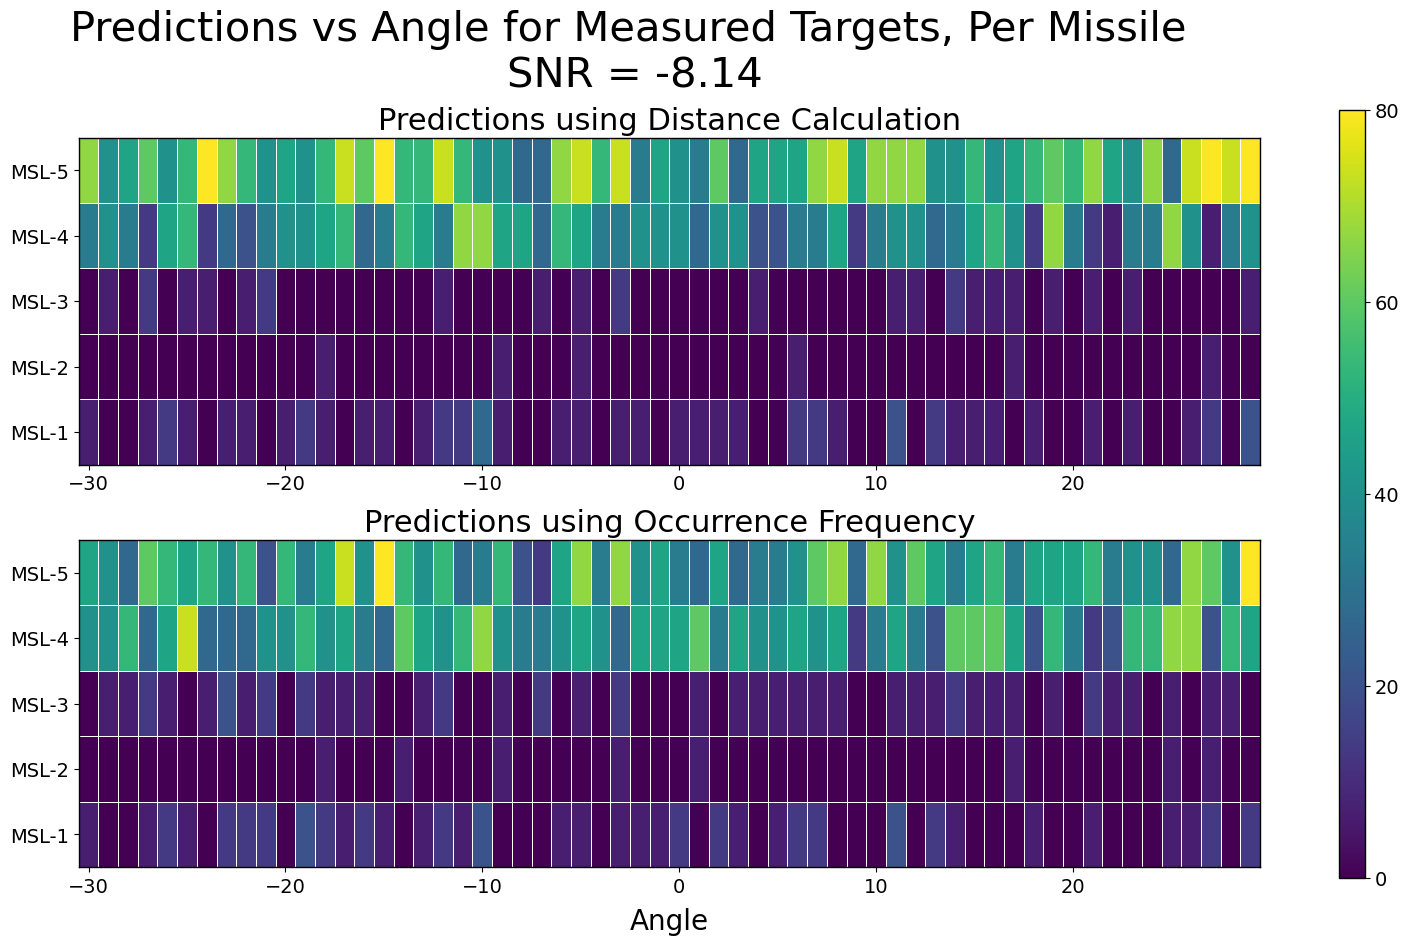 Predictions vs Angle for Measured Targets, Per Missile
SNR = -8.14
Predictions using Distance Calculation
MSL-5
MSL-4
MSL-3
MSL-2
MSL-1
−30 −20 −10 0 10 20
Predictions using Occurrence Frequency
MSL-5
MSL-4
MSL-3
MSL-2
MSL-1
−30 −20 −10 0 10 20
Angle
80
60
40
20
0